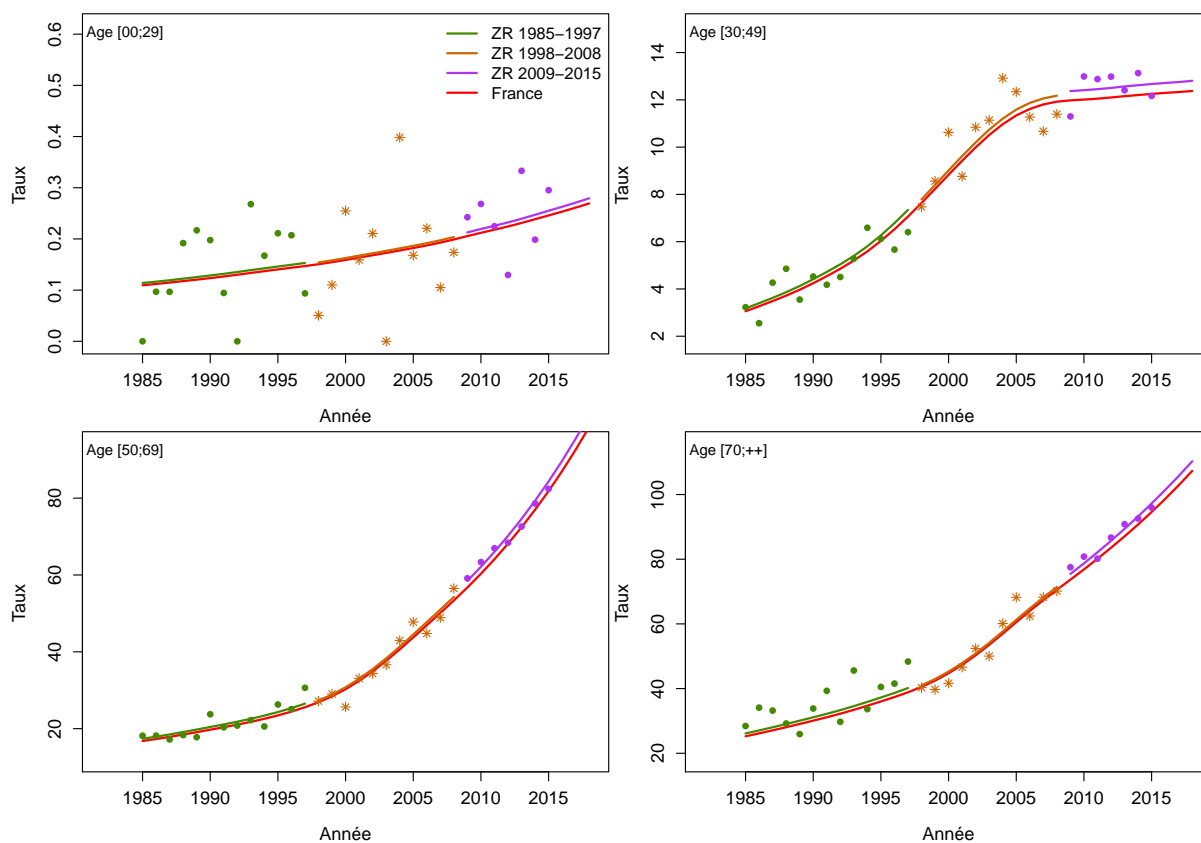 Age [00;29]
ZR 1985−1997
ZR 1998−2008
ZR 2009−2015
France
Taux
0.6
0.5
0.4
0.3
0.2
0.1
0.0
1985 1990 1995 2000 2005 2010 2015
Année
Age [30;49]
Taux
14
12
10
8
6
4
2
1985 1990 1995 2000 2005 2010 2015
Année
Age [50;69]
Taux
80
60
40
20
1985 1990 1995 2000 2005 2010 2015
Année
Age [70;++]
Taux
100
80
60
40
20
1985 1990 1995 2000 2005 2010 2015
Année